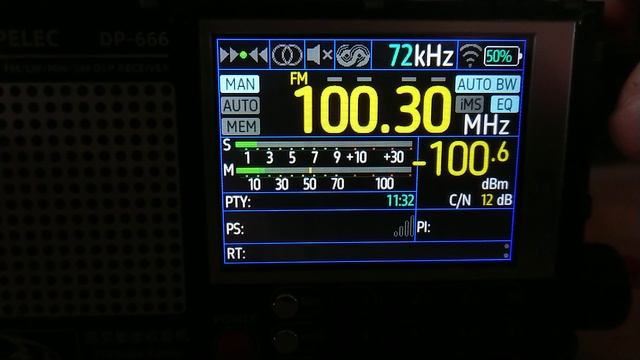 PELEC DP-666
72kHz 50%
MAN FM AUTO BW
AUTO 100.30 iMS EQ
MEM MHz
S 1 3 5 7 9 +10 +30 -100.6
M 10 30 50 70 100 dBm
PTY: 11:32 C/N 12 dB
PS: PI:
RT: